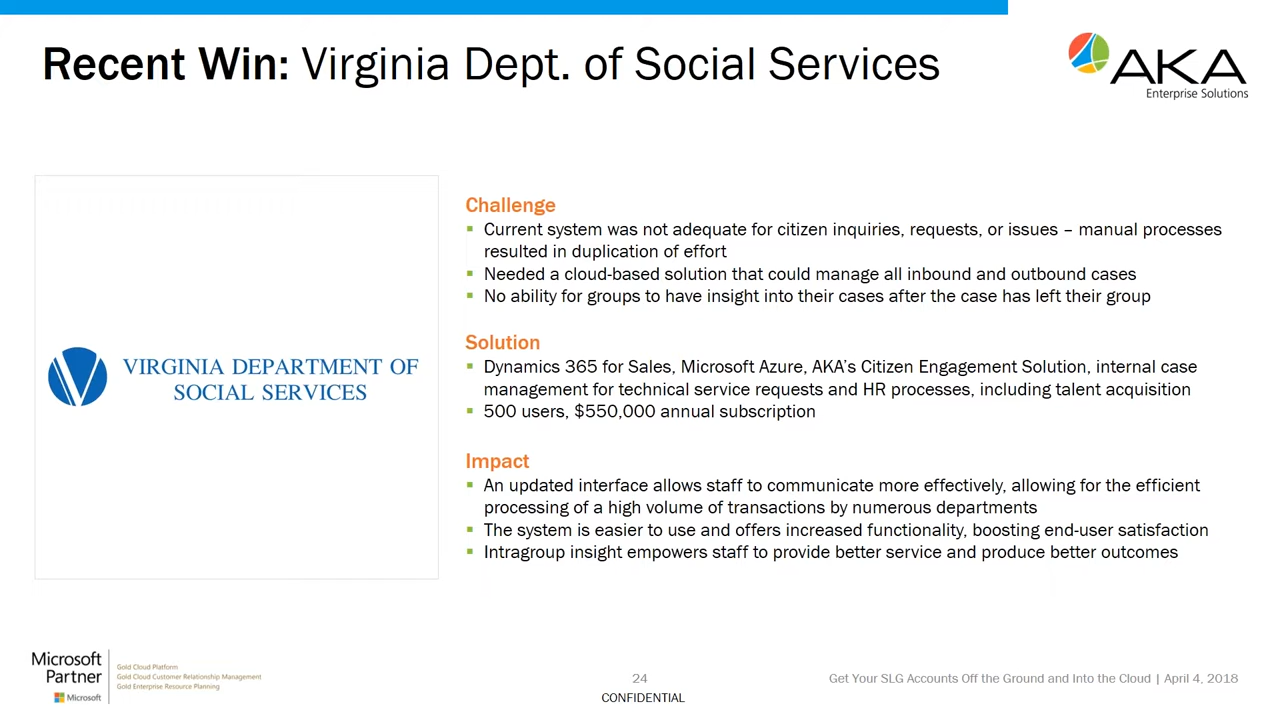 Recent Win: Virginia Dept. of Social Services
AKA
Enterprise Solutions
VIRGINIA DEPARTMENT OF
SOCIAL SERVICES
Challenge
▪ Current system was not adequate for citizen inquiries, requests, or issues – manual processes
resulted in duplication of effort
▪ Needed a cloud-based solution that could manage all inbound and outbound cases
▪ No ability for groups to have insight into their cases after the case has left their group
Solution
▪ Dynamics 365 for Sales, Microsoft Azure, AKA's Citizen Engagement Solution, internal case
management for technical service requests and HR processes, including talent acquisition
▪ 500 users, $550,000 annual subscription
Impact
▪ An updated interface allows staff to communicate more effectively, allowing for the efficient
processing of a high volume of transactions by numerous departments
▪ The system is easier to use and offers increased functionality, boosting end-user satisfaction
▪ Intragroup insight empowers staff to provide better service and produce better outcomes
Microsoft
Partner
Microsoft
Gold Cloud Platform
Gold Cloud Customer Relationship Management
Gold Enterprise Resource Planning
24
CONFIDENTIAL
Get Your SLG Accounts Off the Ground and Into the Cloud | April 4, 2018